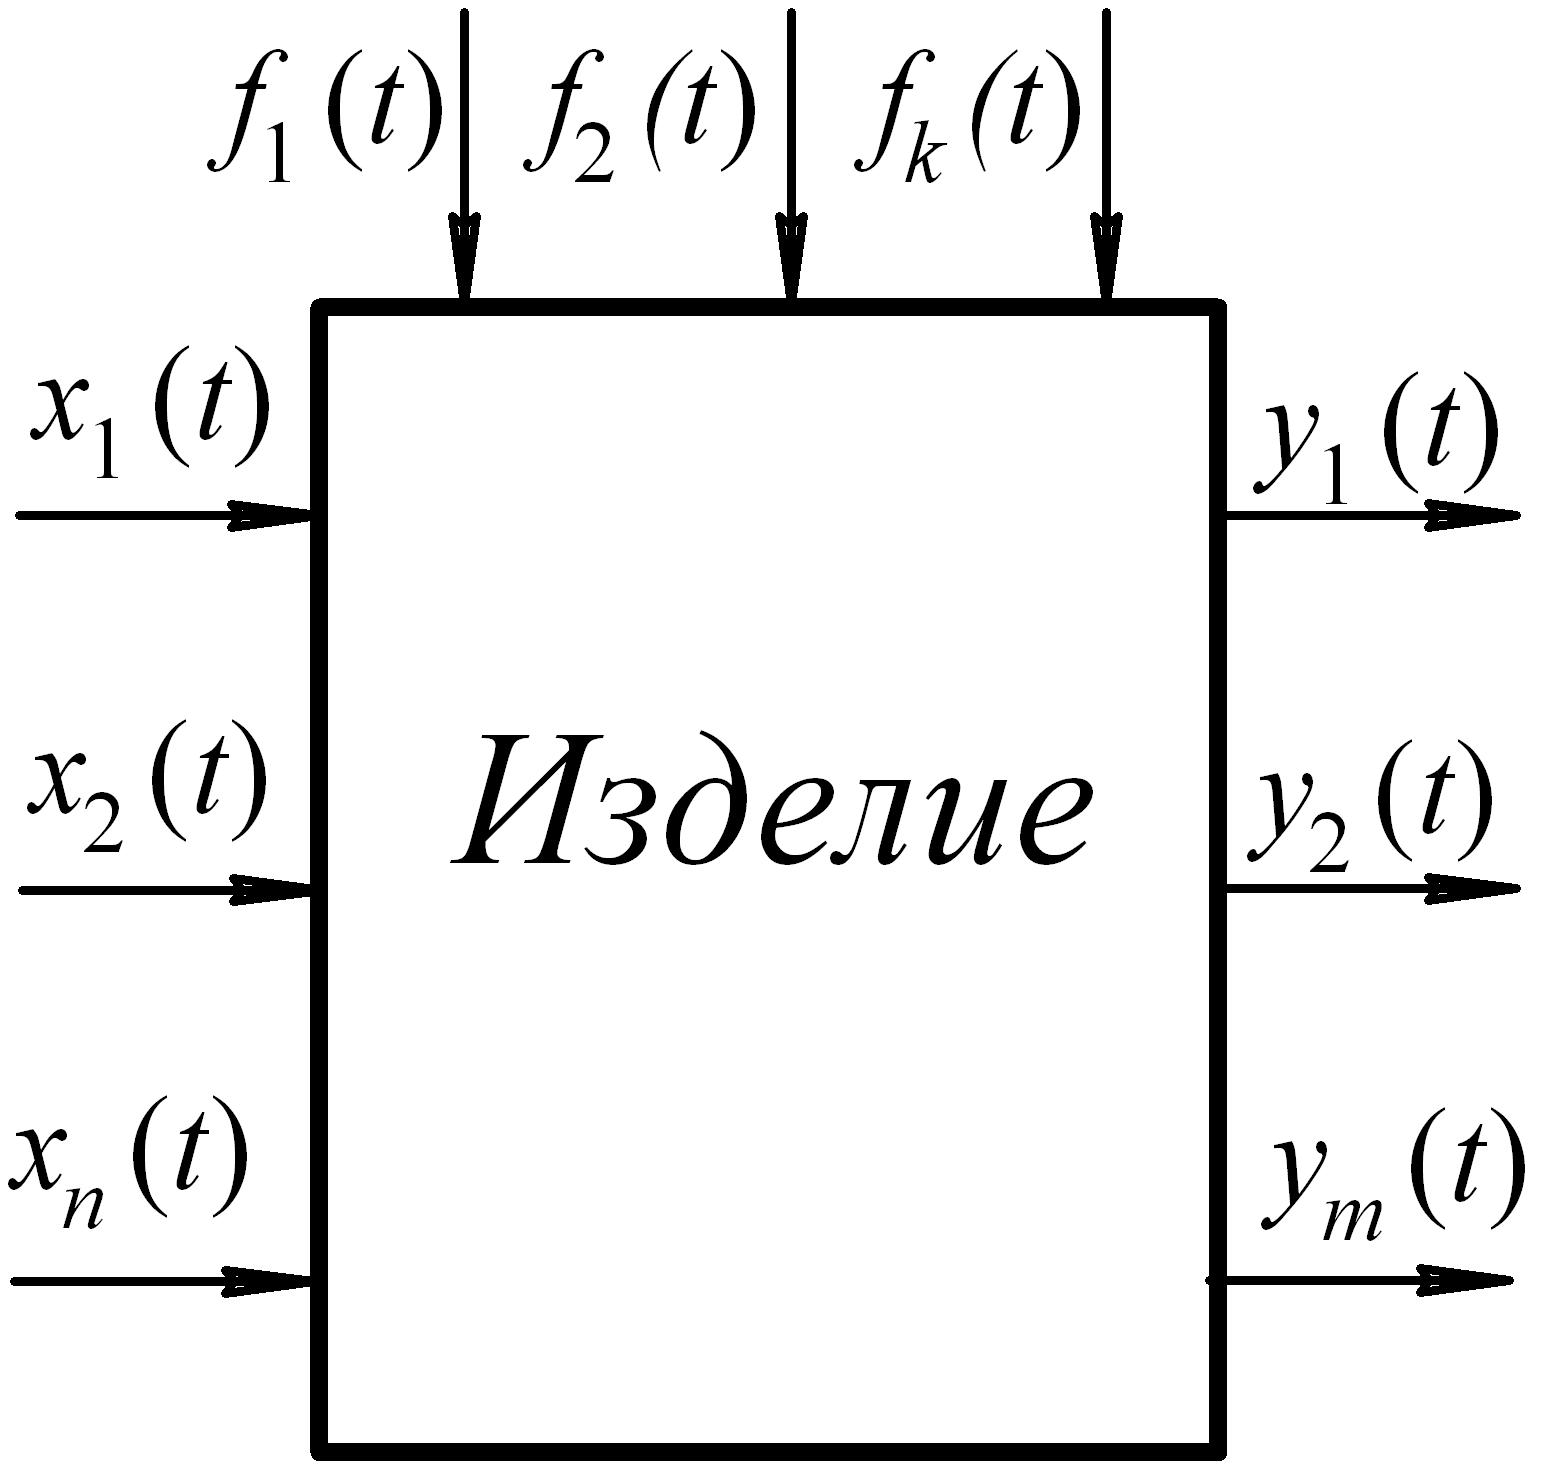 f₁(t) f₂(t) fₖ(t)
x₁(t) y₁(t)
Изделие
x₂(t) y₂(t)
xₙ(t) yₘ(t)